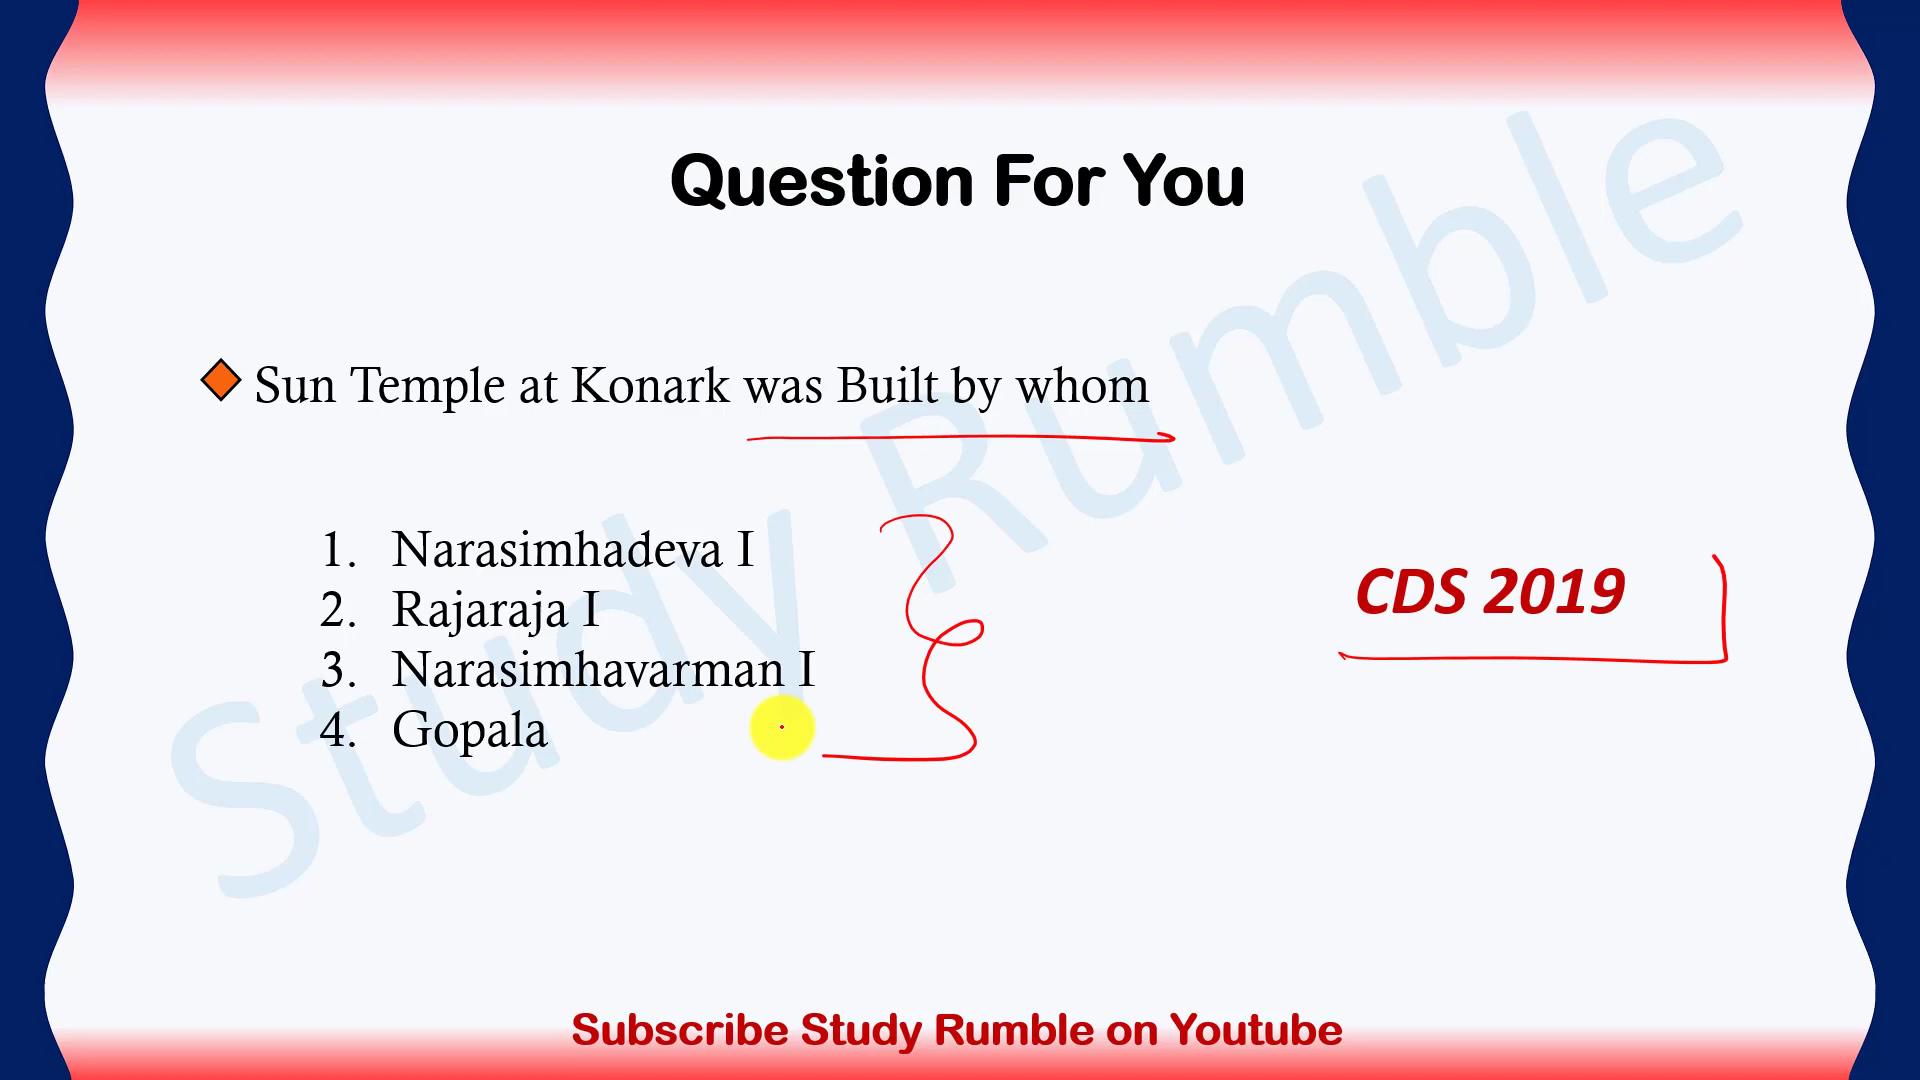 Question For You
Sun Temple at Konark was Built by whom
1. Narasimhadeva I
2. Rajaraja I
3. Narasimhavarman I
4. Gopala
CDS 2019
Study Rumble
Subscribe Study Rumble on Youtube